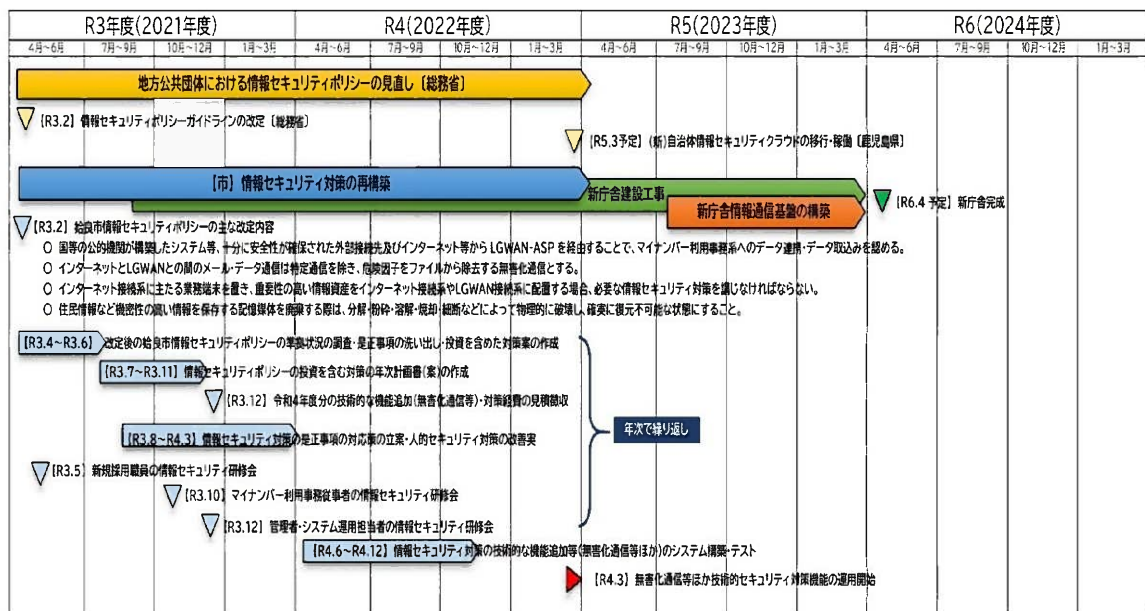 R3年度(2021年度) R4(2022年度) R5(2023年度) R6(2024年)
4月～6月 7月～9月 10月～12月 1月～3月 4月～6月 7月～9月 10月～12月 1月～3月 4月～6月 7月～9月 10月～12月 1月～3月 4月～6月 7月～9月 10月～12月 1月～3月
地方公共団体における情報セキュリティポリシーの見直し〔総務省〕
【R3.2】情報セキュリティポリシーガイドラインの改定〔総務省〕
【R5.3予定】(新)自治体情報セキュリティクラウドの移行・稼働〔鹿児島県〕
【市】情報セキュリティ対策の再構築
新庁舎建設工事
新庁舎情報通信基盤の構築
【R6.4 予定】新庁舎完成
【R3.2】姶良市情報セキュリティポリシーの主な改定内容
○ 国等の公的機関が構築したシステム等、十分に安全性が確保された外部接続先及びインターネット等からLGWAN-ASPを経由することで、マイナンバー利用事務系へのデータ連携・データ取込みを認める。
○ インターネットとLGWANとの間のメール・データ通信は特定通信を除き、危険因子をファイルから除去する無害化通信とする。
○ インターネット接続系に主たる業務端末を置き、重要性の高い情報資産をインターネット接続系やLGWAN接続系に配置する場合、必要な情報セキュリティ対策を講じなければならない。
○ 住民情報など機密性の高い情報を保存する記憶媒体を廃棄する際は、分解・粉砕・溶解・焼却・細断などによって物理的に破壊し、確実に復元不可能な状態にすること。
【R3.4～R3.6】改定後の姶良市情報セキュリティポリシーの準拠状況の調査・是正事項の洗い出し・投資を含めた対策案の作成
【R3.7～R3.11】情報セキュリティポリシーの投資を含む対策の年次計画書(案)の作成
【R3.12】令和4年度分の技術的な機能追加(無害化通信等)・対策経費の見積徴収
年次で繰り返し
【R3.8～R4.3】情報セキュリティ対策の是正事項の対応策の立案・人的セキュリティ対策の改善実
【R3.5】新規採用職員の情報セキュリティ研修会
【R3.10】マイナンバー利用事務従事者の情報セキュリティ研修会
【R3.12】管理者・システム運用担当者の情報セキュリティ研修会
【R4.6～R4.12】情報セキュリティ対策の技術的な機能追加等(無害化通信等ほか)のシステム構築・テスト
【R4.3】無害化通信等ほか技術的セキュリティ対策機能の運用開始